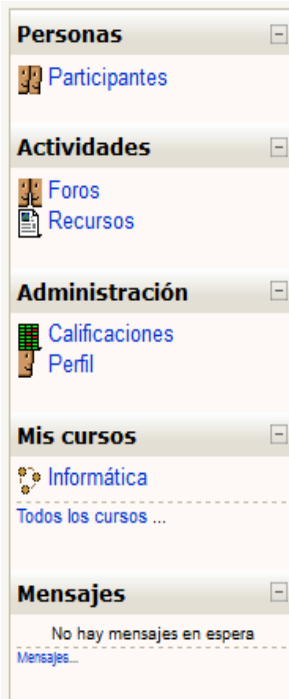 Personas
Participantes
Actividades
Foros
Recursos
Administración
Calificaciones
Perfil
Mis cursos
Informática
Todos los cursos ...
Mensajes
No hay mensajes en espera
Mensajes...